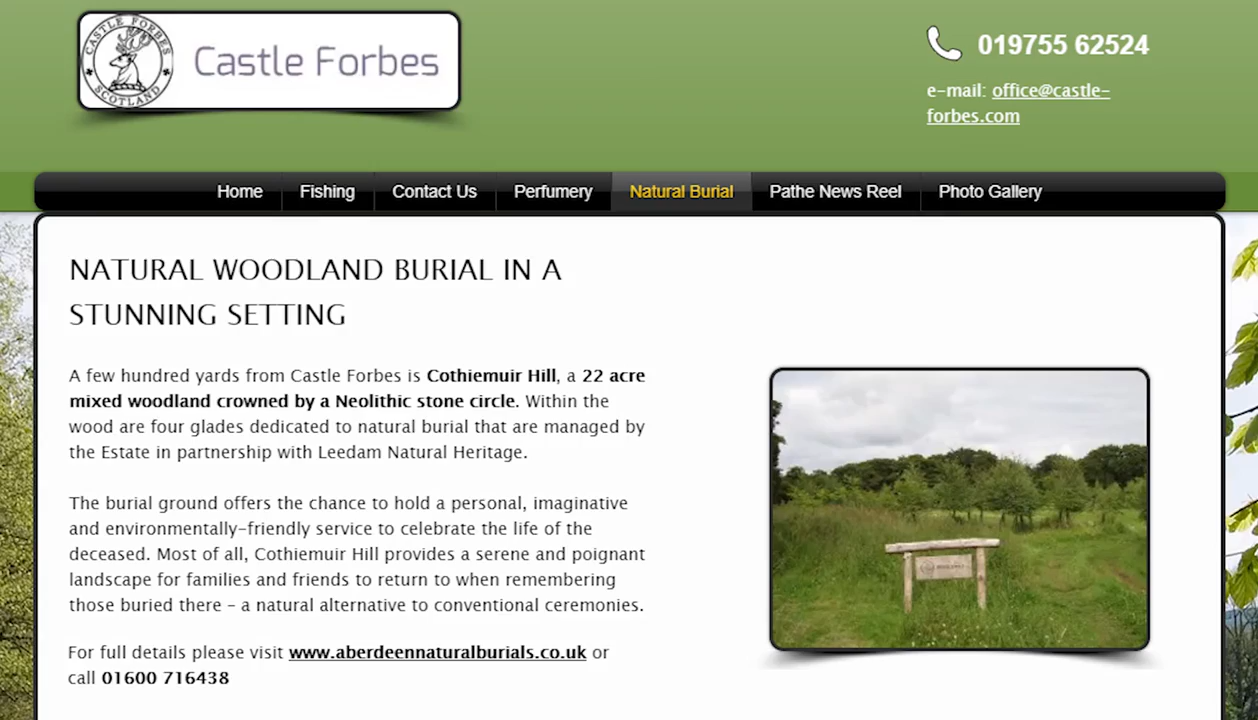 CASTLE FORBES
SCOTLAND
Castle Forbes
019755 62524
e-mail: office@castle-
forbes.com
Home Fishing Contact Us Perfumery Natural Burial Pathe News Reel Photo Gallery
NATURAL WOODLAND BURIAL IN A
STUNNING SETTING
A few hundred yards from Castle Forbes is Cothiemuir Hill, a 22 acre
mixed woodland crowned by a Neolithic stone circle. Within the
wood are four glades dedicated to natural burial that are managed by
the Estate in partnership with Leedam Natural Heritage.
The burial ground offers the chance to hold a personal, imaginative
and environmentally-friendly service to celebrate the life of the
deceased. Most of all, Cothiemuir Hill provides a serene and poignant
landscape for families and friends to return to when remembering
those buried there - a natural alternative to conventional ceremonies.
For full details please visit www.aberdeennaturalburials.co.uk or
call 01600 716438